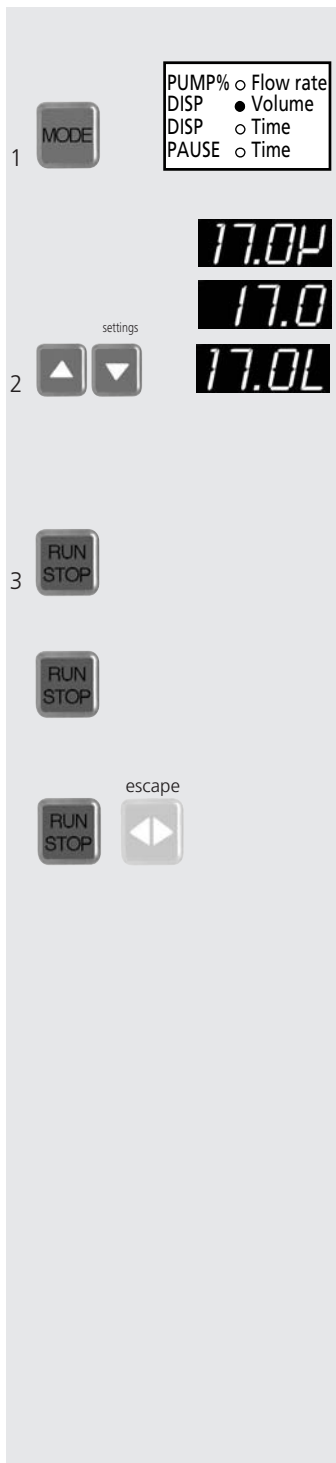 1
MODE
PUMP% ○ Flow rate
DISP ● Volume
DISP ○ Time
PAUSE ○ Time
17.0µ
17.0
settings
2
17.0L
3
RUN
STOP
RUN
STOP
escape
RUN
STOP